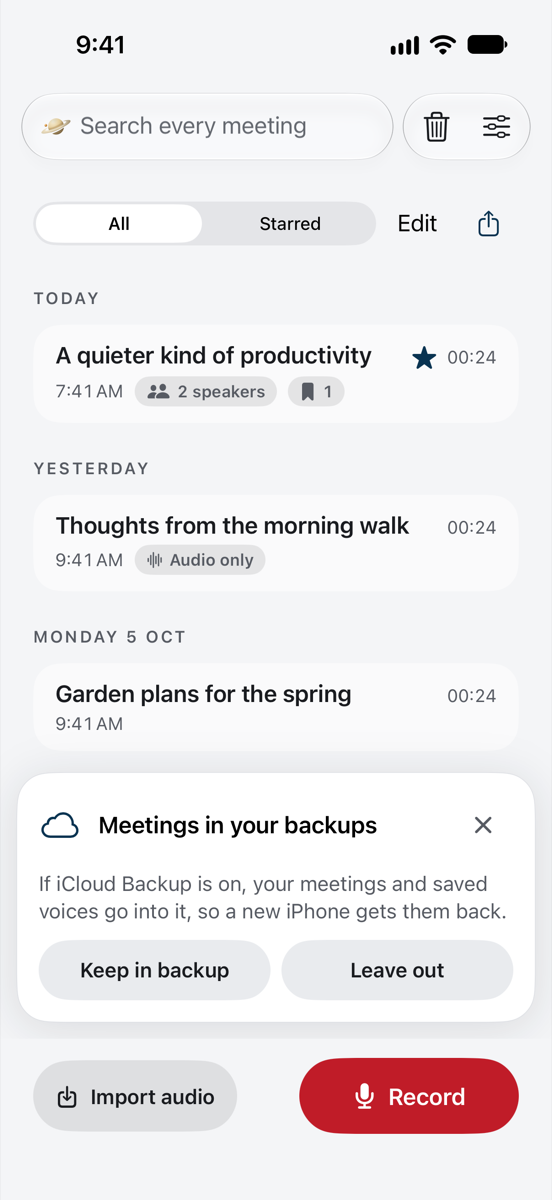 9:41
Search every meeting
All
Starred
Edit
TODAY
A quieter kind of productivity
00:24
7:41 AM
2 speakers
1
YESTERDAY
Thoughts from the morning walk
00:24
9:41 AM
Audio only
MONDAY 5 OCT
Garden plans for the spring
00:24
9:41 AM
Meetings in your backups
If iCloud Backup is on, your meetings and saved
voices go into it, so a new iPhone gets them back.
Keep in backup
Leave out
Import audio
Record